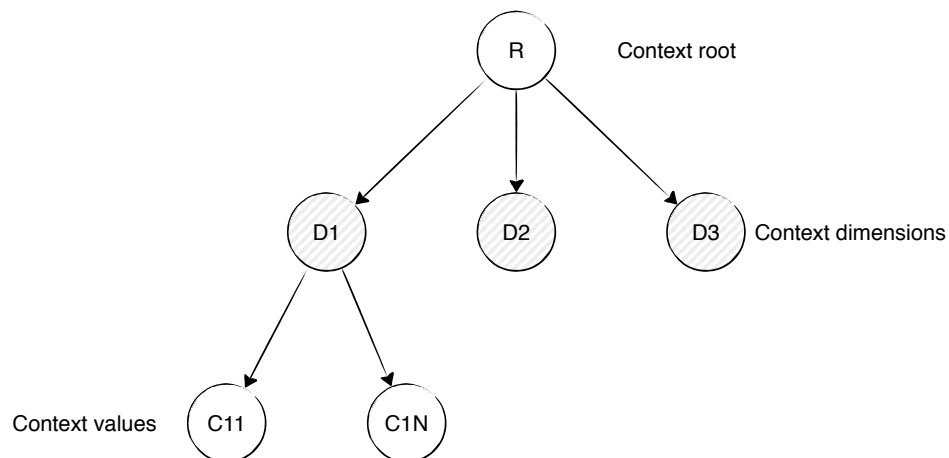 R
Context root
D1
D2
D3
Context dimensions
Context values
C11
C1N